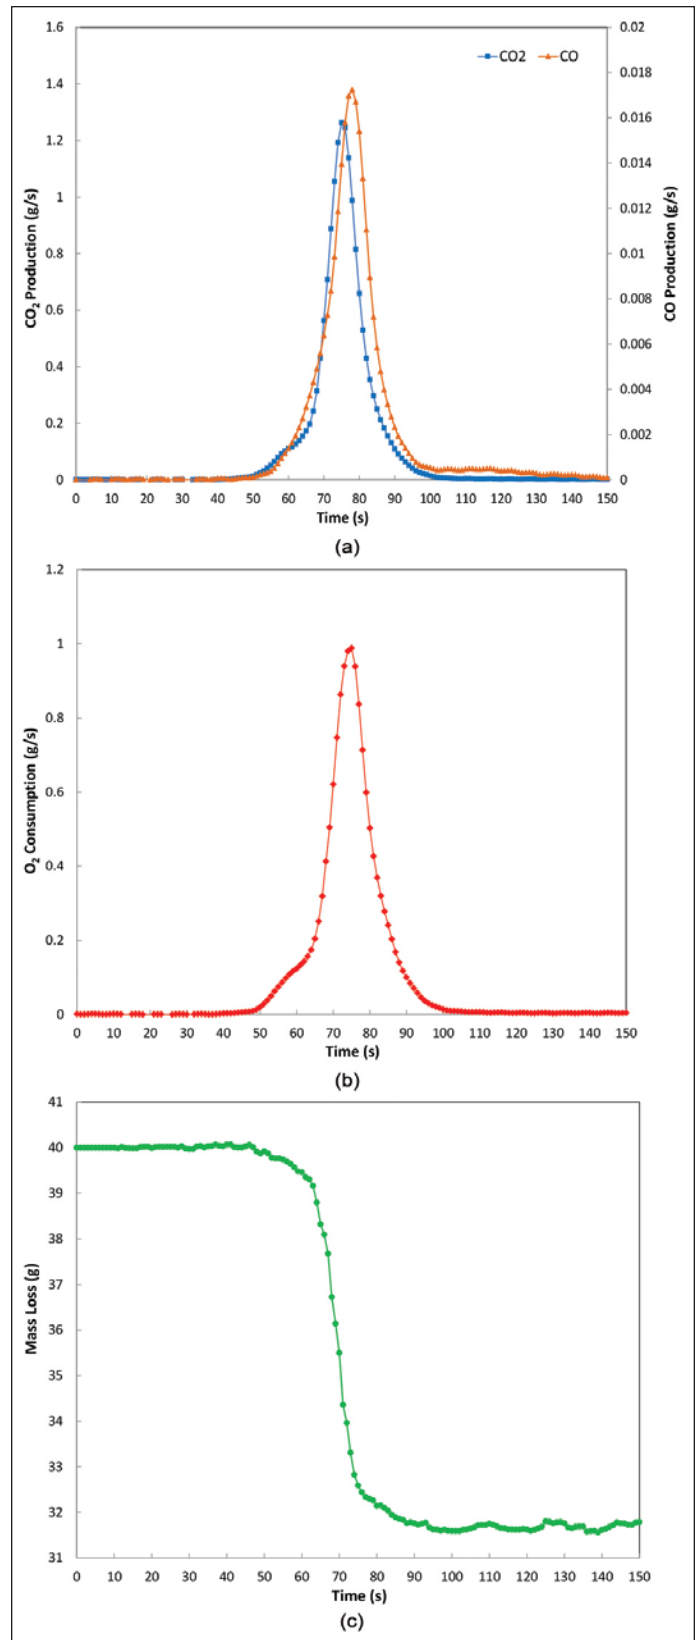 CO2 CO
1.6
1.4
1.2
1
0.8
0.6
0.4
0.2
0
CO₂ Production (g/s)
0.02
0.018
0.016
0.014
0.012
0.01
0.008
0.006
0.004
0.002
0
CO Production (g/s)
0 10 20 30 40 50 60 70 80 90 100 110 120 130 140 150
Time (s)
(a)
1.2
1
0.8
0.6
0.4
0.2
0
O₂ Consumption (g/s)
0 10 20 30 40 50 60 70 80 90 100 110 120 130 140 150
Time (s)
(b)
41
40
39
38
37
36
35
34
33
32
31
Mass Loss (g)
0 10 20 30 40 50 60 70 80 90 100 110 120 130 140 150
Time (s)
(c)